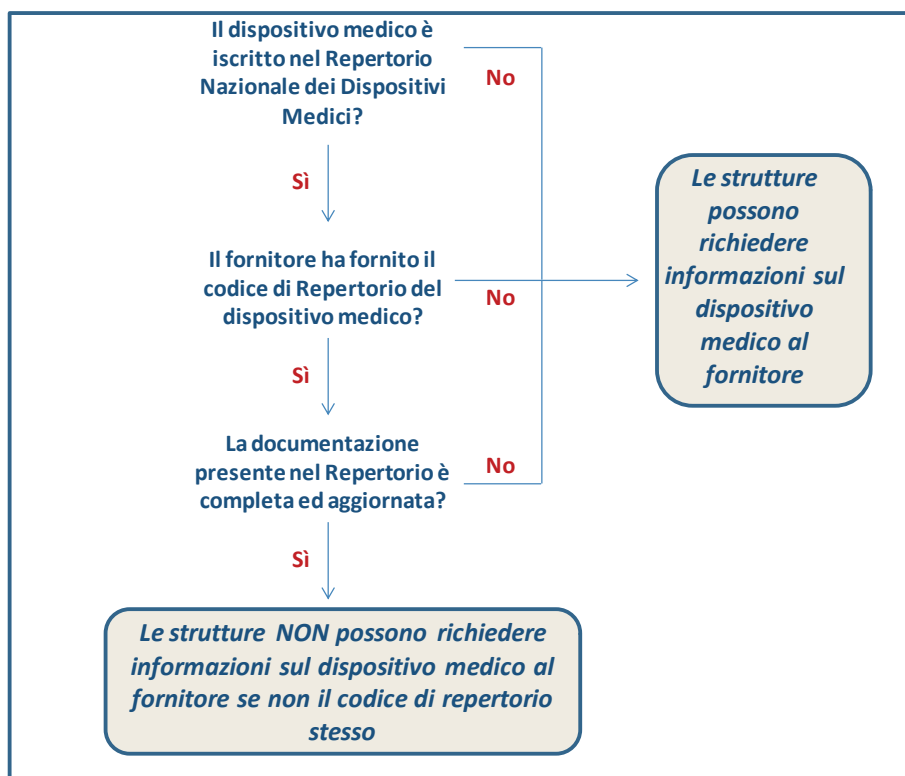 Il dispositivo medico è
iscritto nel Repertorio
Nazionale dei Dispositivi
Medici?
No
Sì
Il fornitore ha fornito il
codice di Repertorio del
dispositivo medico?
No
Le strutture
possono
richiedere
informazioni sul
dispositivo
medico al
fornitore
Sì
La documentazione
presente nel Repertorio è
completa ed aggiornata?
No
Sì
Le strutture NON possono richiedere
informazioni sul dispositivo medico al
fornitore se non il codice di repertorio
stesso